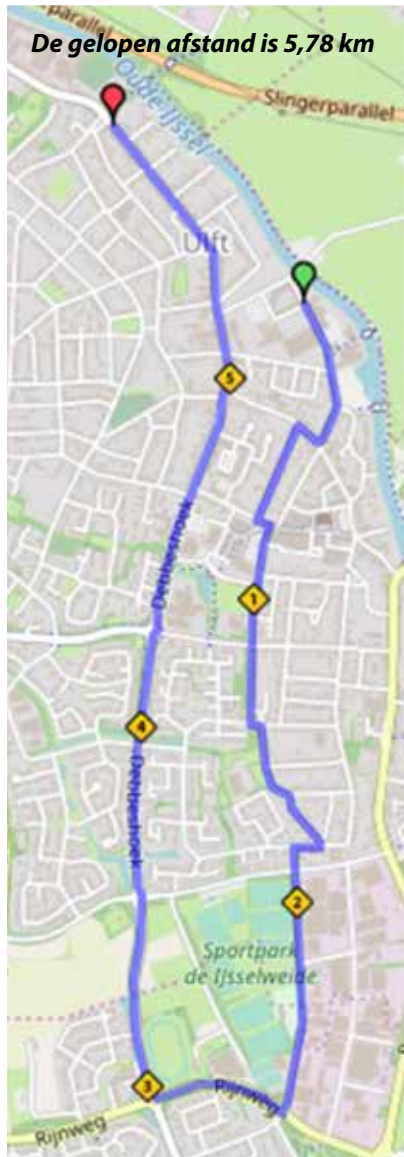 De gelopen afstand is 5,78 km
Oude IJssel
Slingerparallel
Ulft
5
Debbeshoek
1
4
Debbeshoek
2
Sportpark
de IJsselweide
3
Rijnweg
Rijnweg